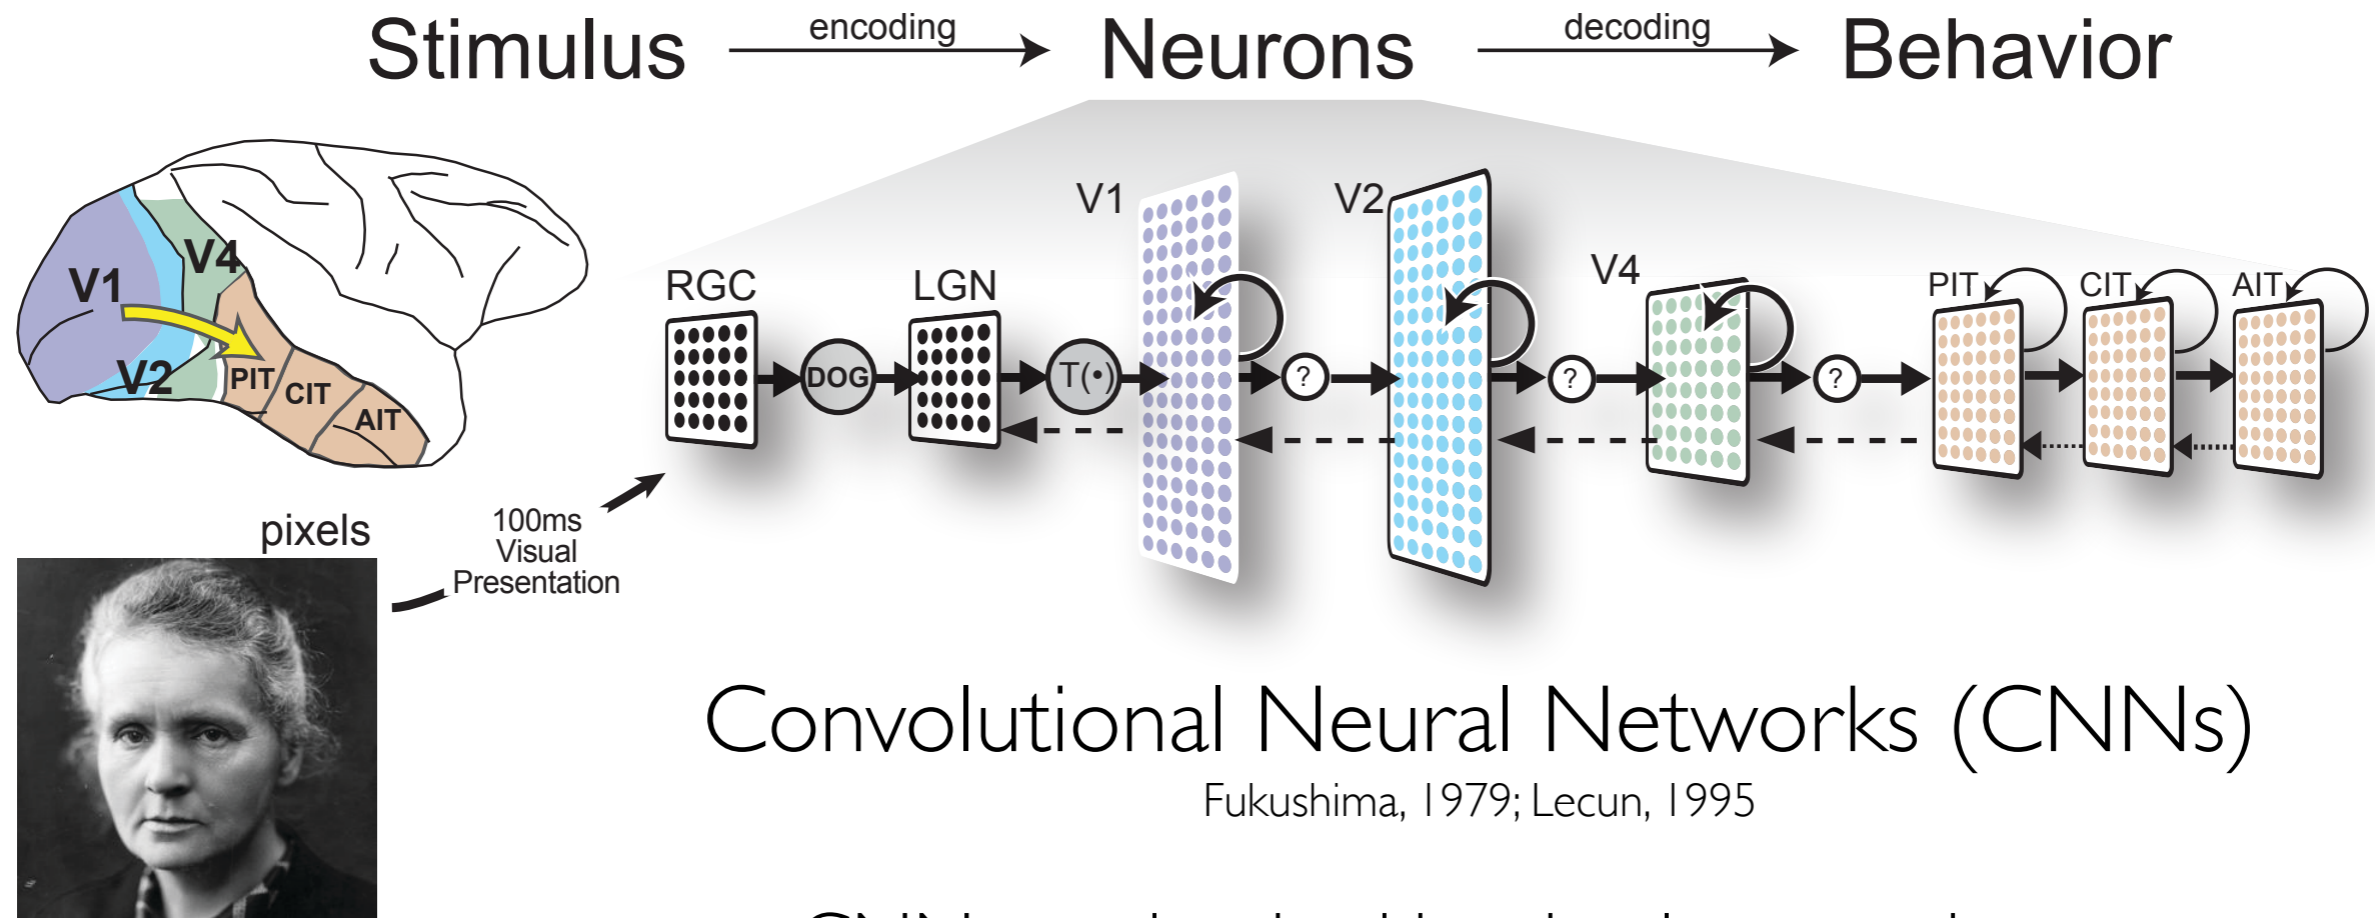 Stimulus encoding Neurons decoding Behavior
V1
V2
V4
PIT
CIT
AIT
RGC
DOG
LGN
T(•)
V1
?
V2
?
V4
?
PIT
CIT
AIT
pixels
100ms
Visual
Presentation
Convolutional Neural Networks (CNNs)
Fukushima, 1979; Lecun, 1995